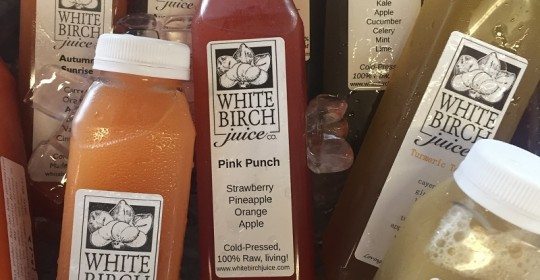 WHITE
BIRCH
juice
Autumn
Sunrise
Kale
Apple
Cucumber
Celery
Mint
Lime
Cold-Pressed,
100% Raw
WHITE
BIRCH
juice CO.
Pink Punch
Strawberry
Pineapple
Orange
Apple
Cold-Pressed,
100% Raw, living!
www.whitebirchjuice.com
WHITE
BIRCH
juice
Turmeric
WHITE
BIRCH